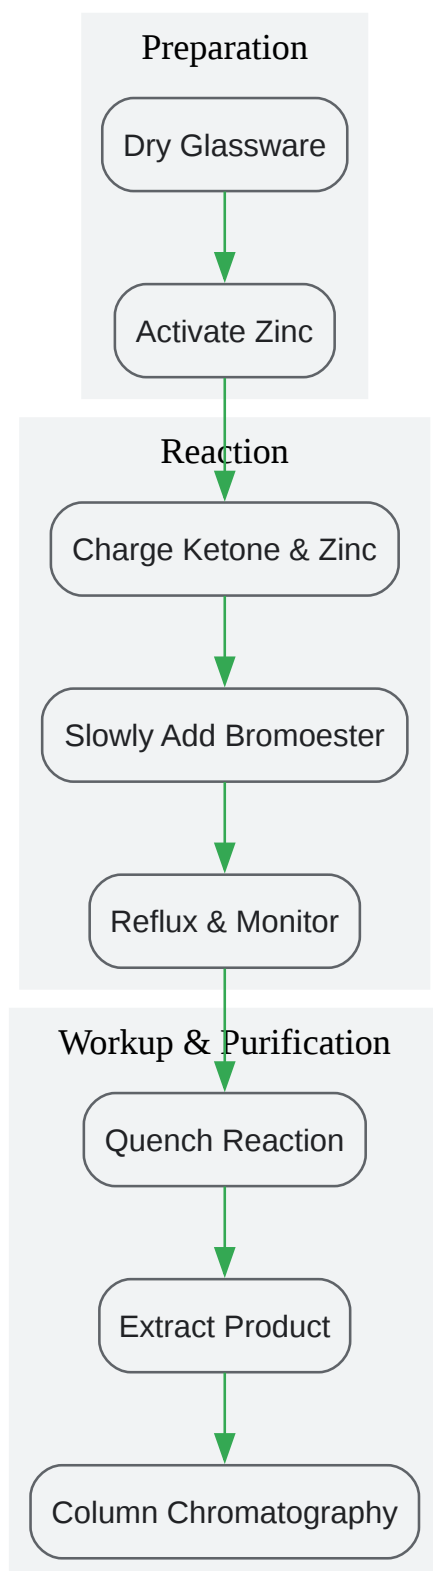 Preparation
Dry Glassware
Activate Zinc
Reaction
Charge Ketone & Zinc
Slowly Add Bromoester
Reflux & Monitor
Workup & Purification
Quench Reaction
Extract Product
Column Chromatography